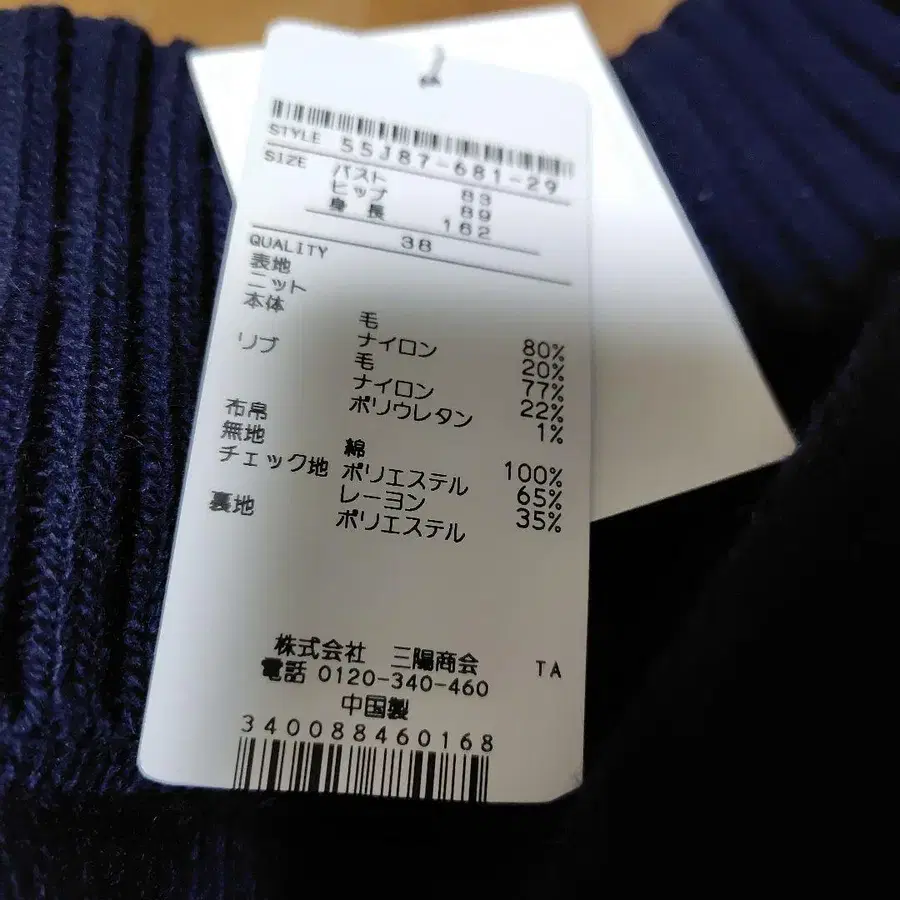 STYLE 55J87-681-29
SIZE バスト 83
ヒップ 89
身長 162
38
QUALITY
表地
ニット
本体 毛 80%
ナイロン 20%
リブ 毛 77%
ナイロン 22%
ポリウレタン 1%
布帛
無地 綿 100%
チェック地 ポリエステル 65%
レーヨン 35%
裏地 ポリエステル
株式会社 三陽商会 TA
電話 0120-340-460
中国製
340088460168